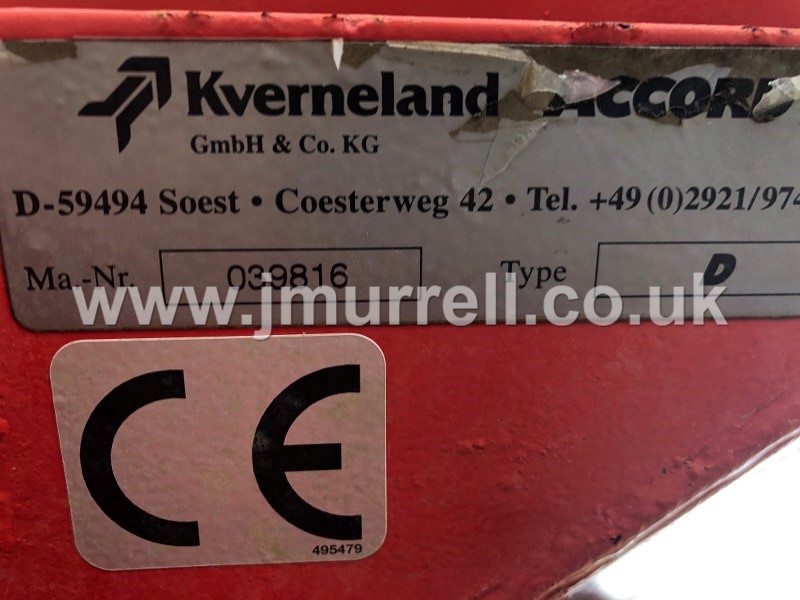 Kverneland ACCORD
GmbH & Co. KG
D-59494 Soest • Coesterweg 42 • Tel. +49(0)2921/974
Ma.-Nr. 039816 Type D
www.jmurrell.co.uk
CE
495479